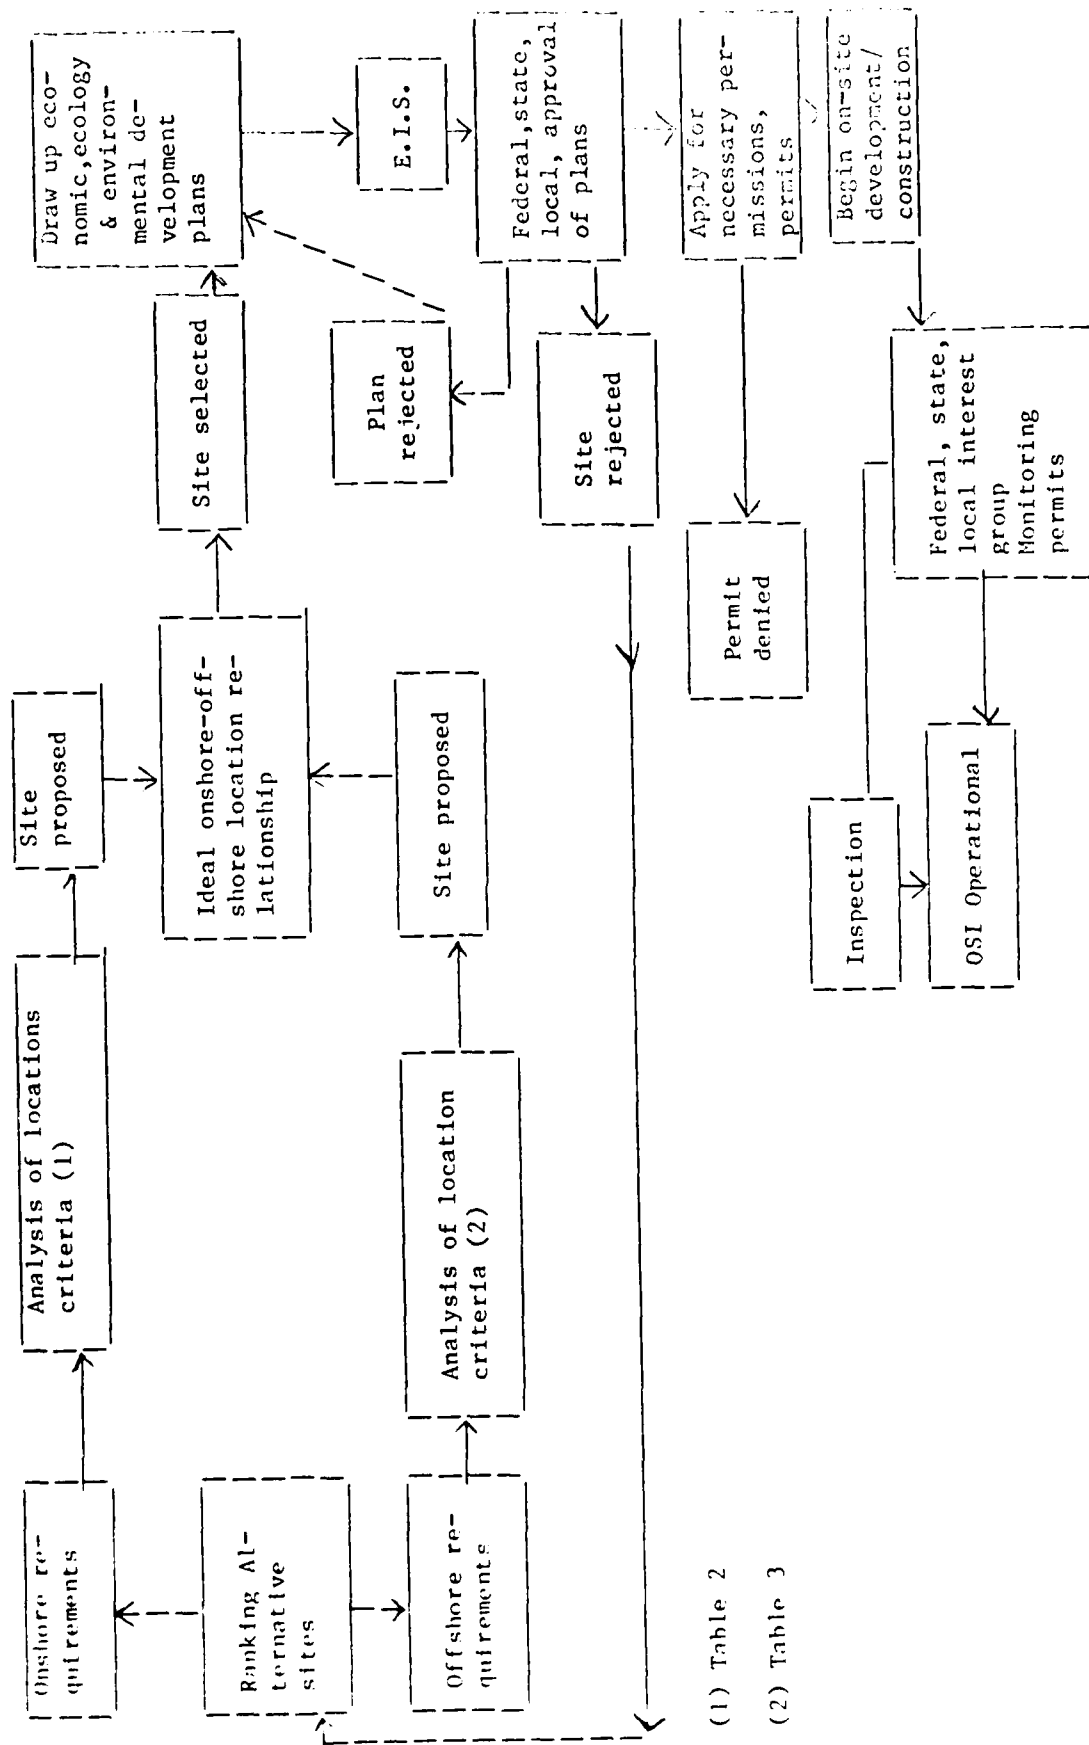 Onshore re-
quirements
Ranking Al-
ternative
sites
Offshore re-
quirements
Analysis of locations
criteria (1)
Analysis of location
criteria (2)
Site
proposed
Ideal onshore-off-
shore location re-
lationship
Site proposed
Site selected
Draw up eco-
nomic,ecology
& environ-
mental de-
velopment
plans
E.I.S.
Plan
rejected
Federal,state,
local, approval
of plans
Site
rejected
Apply for
necessary per-
missions,
permits
Permit
denied
Begin on-site
development/
construction
Federal, state,
local interest
group
Monitoring
permits
Inspection
OSI Operational
(1) Table 2
(2) Table 3